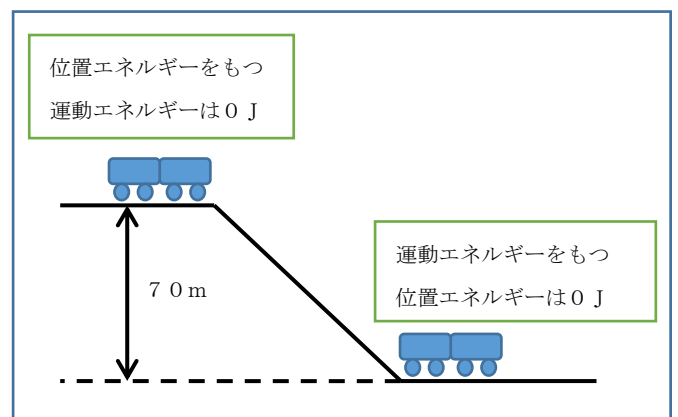 位置エネルギーをもつ
運動エネルギーは０Ｊ
７０ｍ
運動エネルギーをもつ
位置エネルギーは０Ｊ